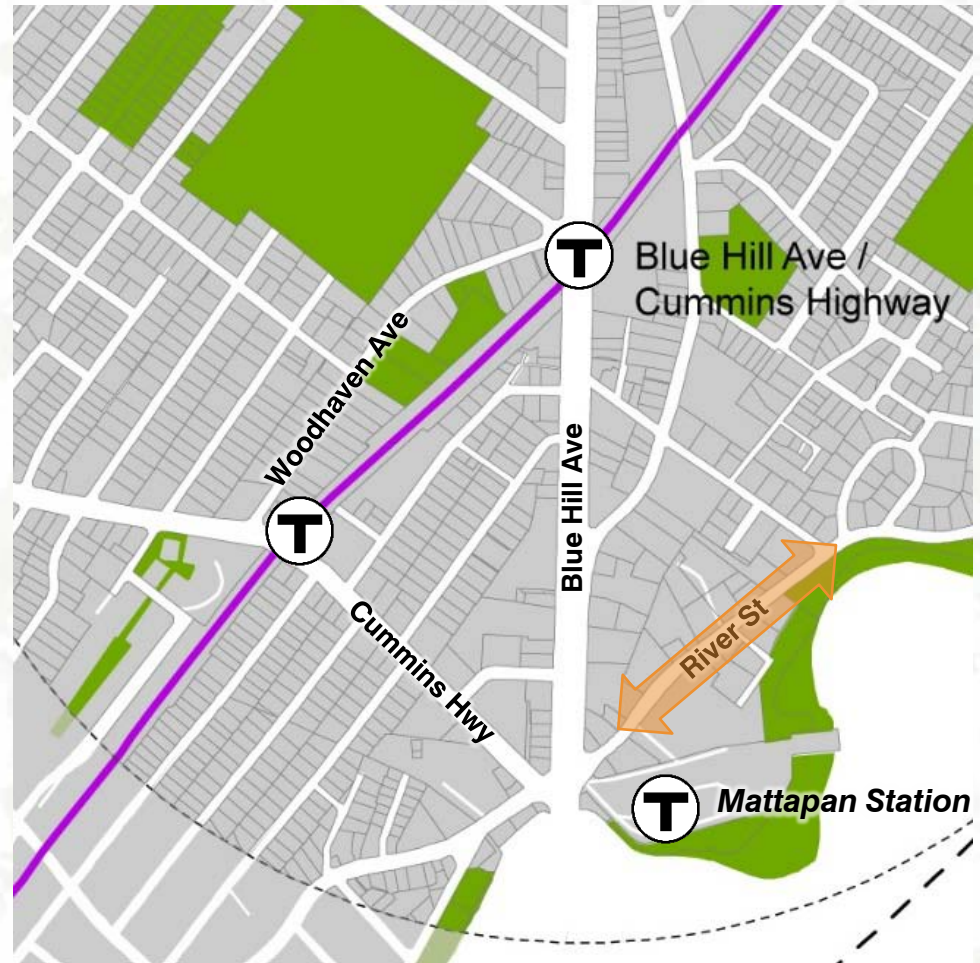 T
Blue Hill Ave /
Cummins Highway
Woodhaven Ave
Blue Hill Ave
T
River St
Cummins Hwy
T
Mattapan Station